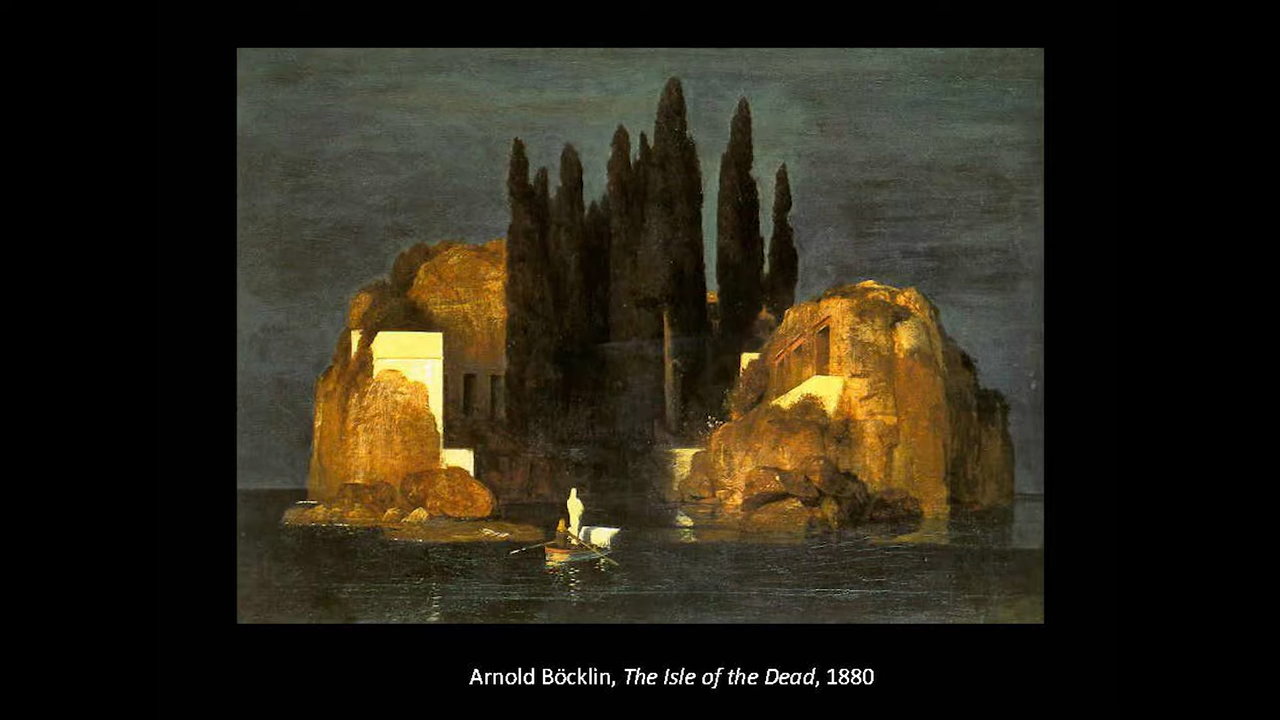 Arnold Böcklin, The Isle of the Dead, 1880